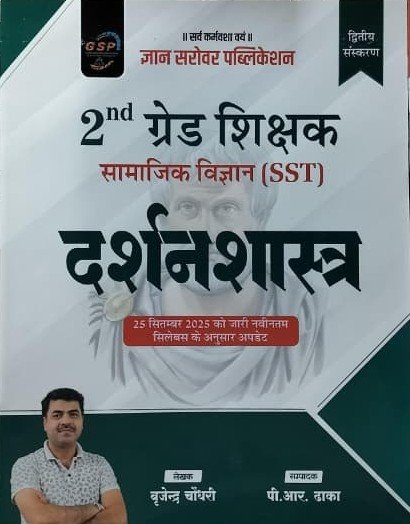 GSP
॥ सर्व कर्मवशा वयं ॥
ज्ञान सरोवर पब्लिकेशन
द्वितीय
संस्करण
2nd ग्रेड शिक्षक
सामाजिक विज्ञान (SST)
दर्शनशास्त्र
25 सितम्बर 2025 को जारी नवीनतम
सिलेबस के अनुसार अपडेट
लेखक
बृजेन्द्र चौंधरी
सम्पादक
पी.आर. ढाका